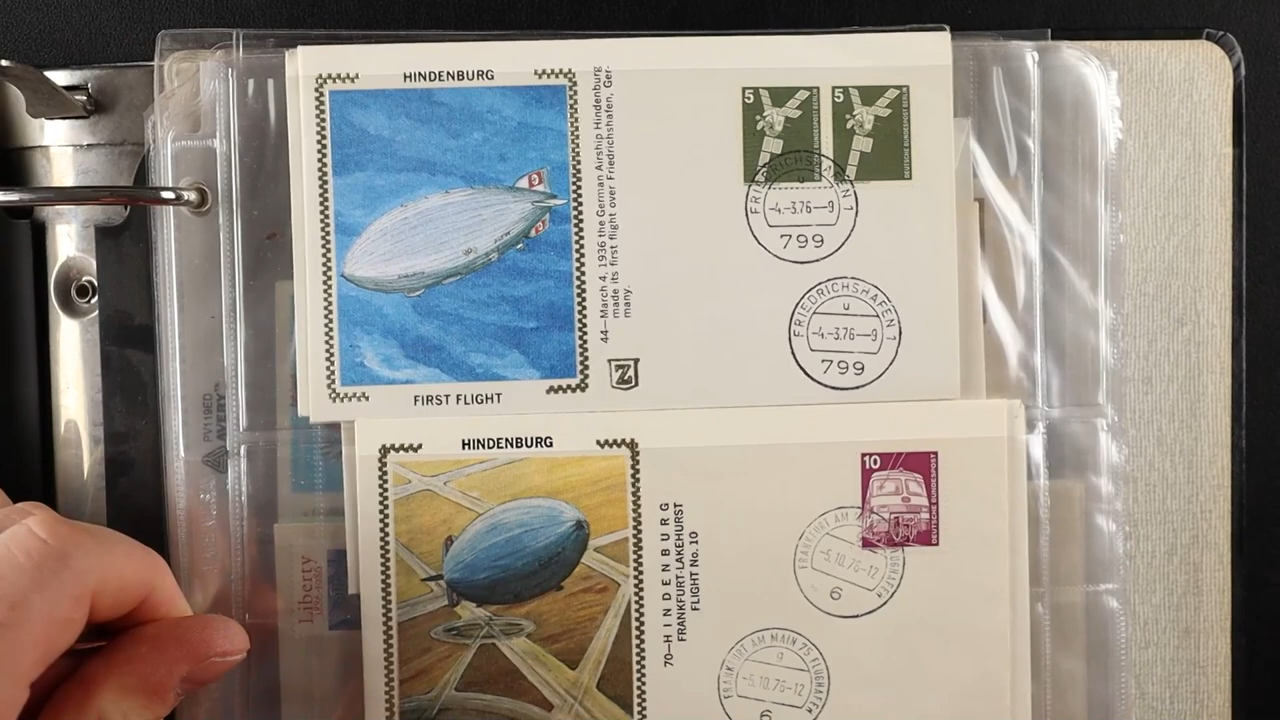 HINDENBURG
FIRST FLIGHT
44—March 4, 1936 the German Airship Hindenburg
made its first flight over Friedrichshafen, Ger-
many.
Z
5
DEUTSCHE BUNDESPOST BERLIN
5
DEUTSCHE BUNDESPOST BERLIN
FRIEDRICHSHAFEN 1
u
-4.-3.76--9
799
FRIEDRICHSHAFEN 1
u
-4.-3.76--9
799
PV119ED
AVERY™
HINDENBURG
70—HINDENBURG
FRANKFURT-LAKEHURST
FLIGHT No. 10
10
DEUTSCHE BUNDESPOST
FRANKFURT AM
FLUGHAFEN
-5.10.76-12
6
FRANKFURT AM MAIN 75 FLUGHAFEN
g
-5.10.76-12
6
Liberty